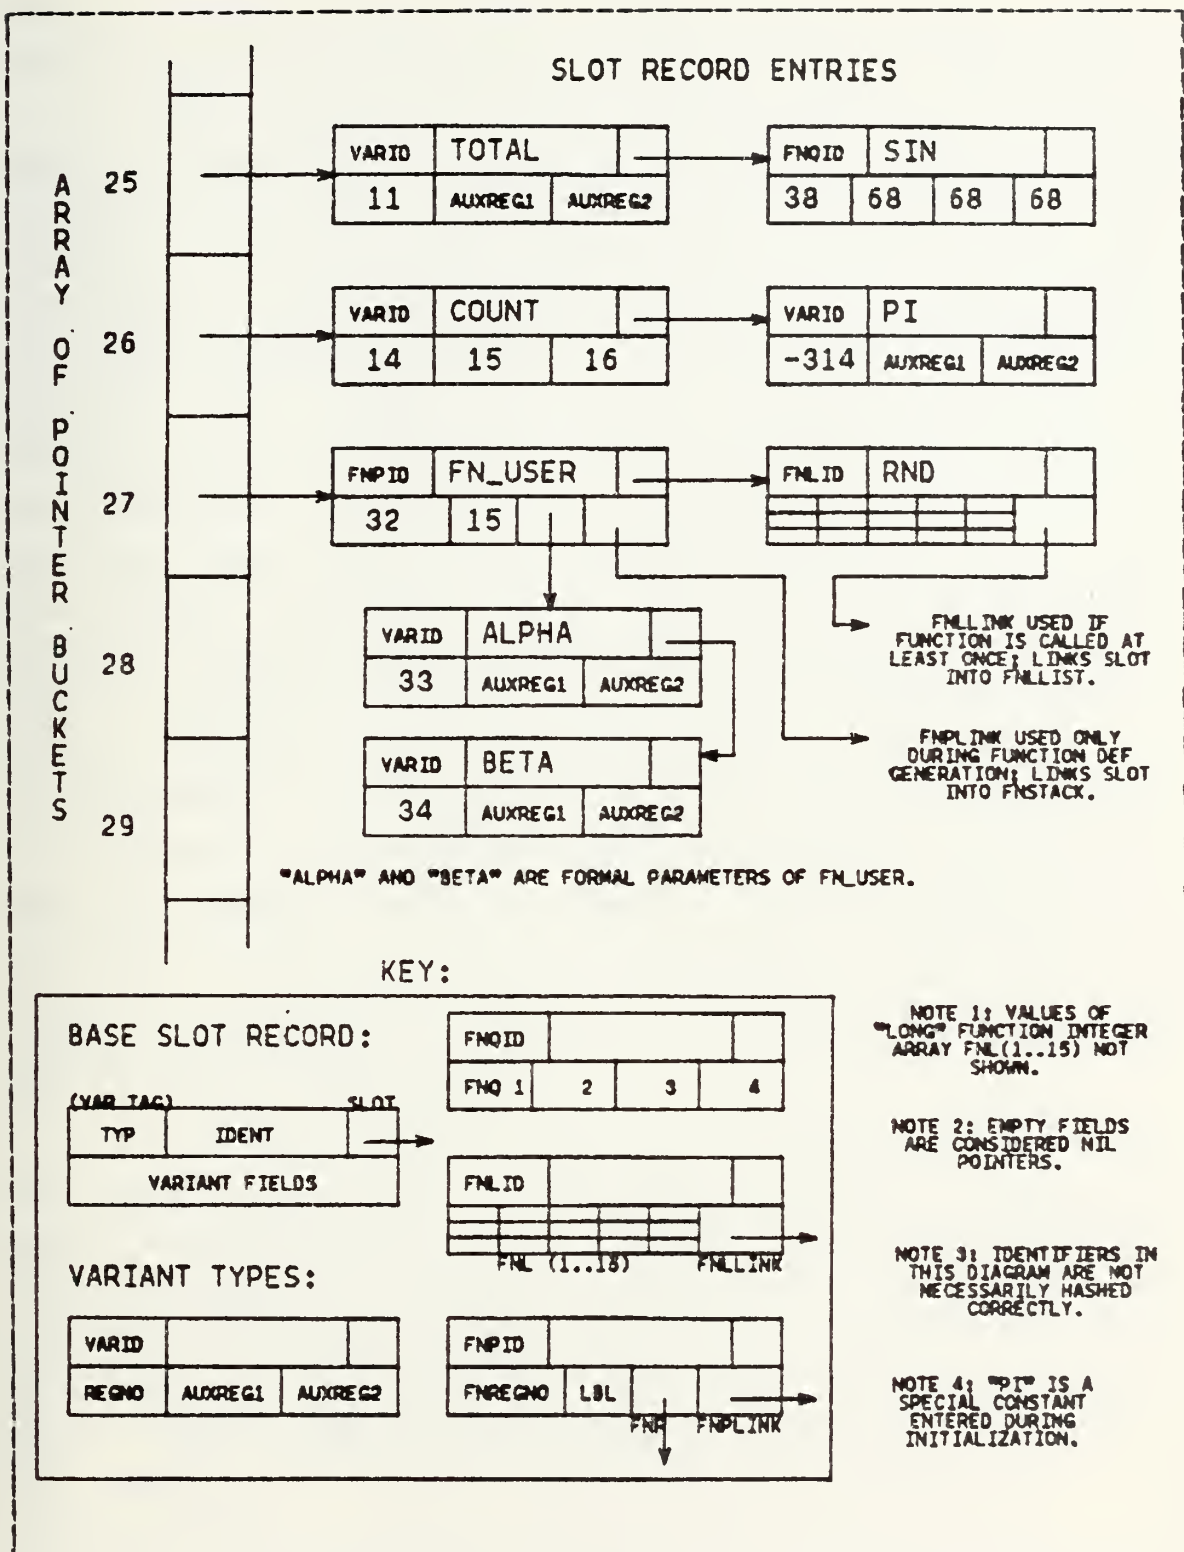 SLOT RECORD ENTRIES
ARRAY OF POINTER BUCKETS
25
VARID TOTAL
11 AUXREG1 AUXREG2
FNQID SIN
38 68 68 68
26
VARID COUNT
14 15 16
VARID PI
-314 AUXREG1 AUXREG2
27
FNPID FN_USER
32 15
FNLID RND
28
VARID ALPHA
33 AUXREG1 AUXREG2
FNLLINK USED IF
FUNCTION IS CALLED AT
LEAST ONCE; LINKS SLOT
INTO FNLLIST.
29
VARID BETA
34 AUXREG1 AUXREG2
FNPLINK USED ONLY
DURING FUNCTION DEF
GENERATION; LINKS SLOT
INTO FNSTACK.
"ALPHA" AND "BETA" ARE FORMAL PARAMETERS OF FN_USER.
KEY:
BASE SLOT RECORD:
(VAR TAG) SLOT
TYP IDENT
VARIANT FIELDS
VARIANT TYPES:
VARID
REGNO AUXREG1 AUXREG2
FNQID
FNQ 1 2 3 4
FNLID
FNL (1..15) FNLLINK
FNPID
FNREGNO LBL
FNP FNPLINK
NOTE 1: VALUES OF
"LONG" FUNCTION INTEGER
ARRAY FNL(1..15) NOT
SHOWN.
NOTE 2: EMPTY FIELDS
ARE CONSIDERED NIL
POINTERS.
NOTE 3: IDENTIFIERS IN
THIS DIAGRAM ARE NOT
NECESSARILY HASHED
CORRECTLY.
NOTE 4: "PI" IS A
SPECIAL CONSTANT
ENTERED DURING
INITIALIZATION.